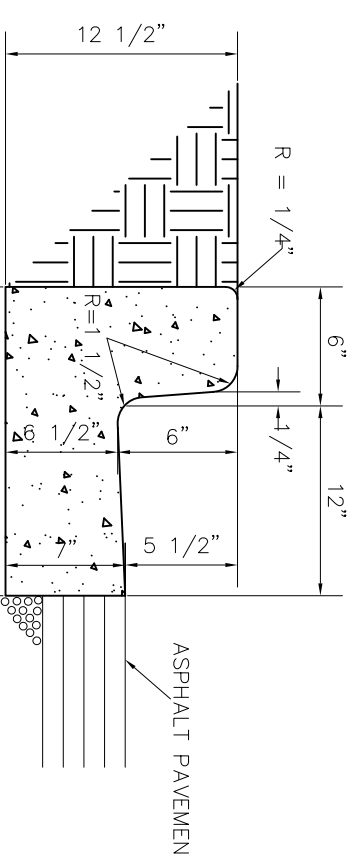 12 1/2"
R = 1/4"
6"
12"
1/4"
R=1 1/2"
6 1/2"
6"
7"
5 1/2"
ASPHALT PAVEMEN